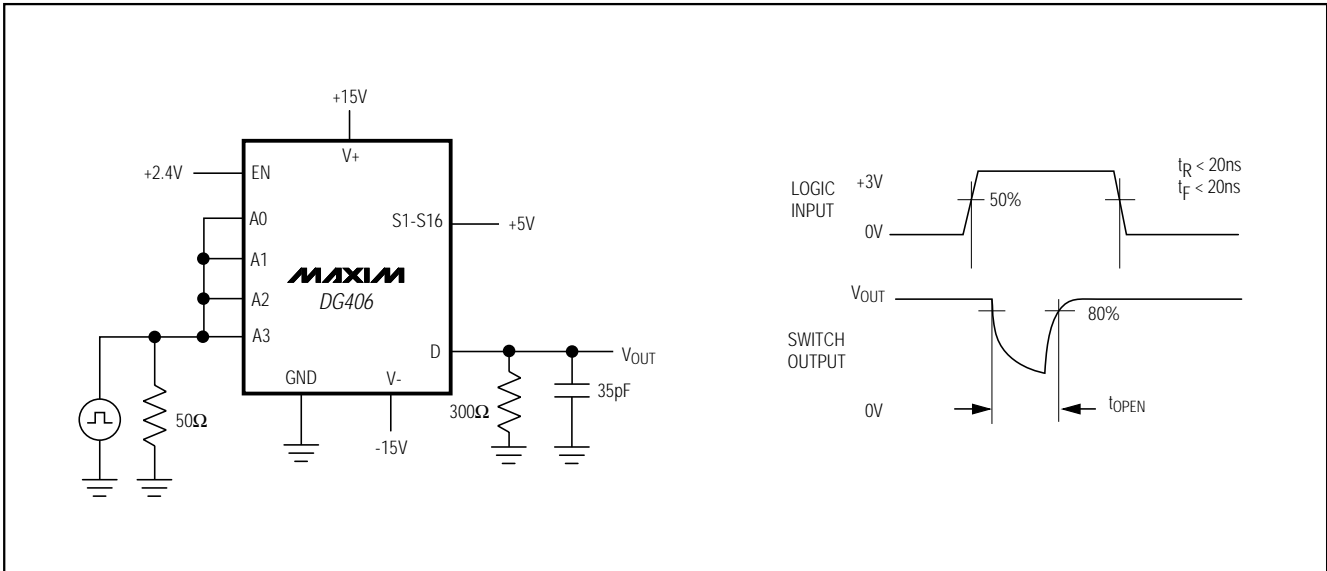 +15V
V+
+2.4V
EN
A0
S1-S16
+5V
A1
MAXIM
DG406
A2
A3
D
VOUT
GND
V-
50Ω
-15V
300Ω
35pF
LOGIC
INPUT
+3V
0V
50%
tR < 20ns
tF < 20ns
VOUT
80%
SWITCH
OUTPUT
0V
tOPEN